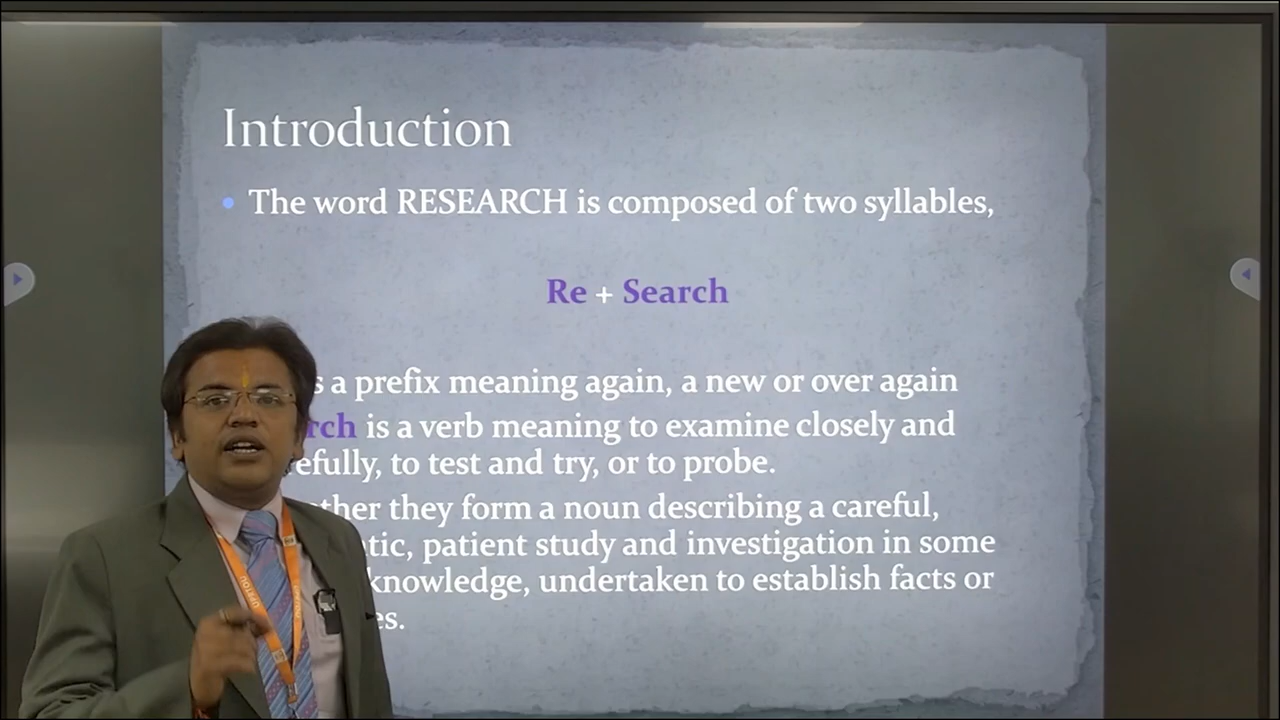 Introduction
• The word RESEARCH is composed of two syllables,
Re + Search
s a prefix meaning again, a new or over again
rch is a verb meaning to examine closely and
efully, to test and try, or to probe.
ther they form a noun describing a careful,
tic, patient study and investigation in some
knowledge, undertaken to establish facts or
es.
UPRTOU